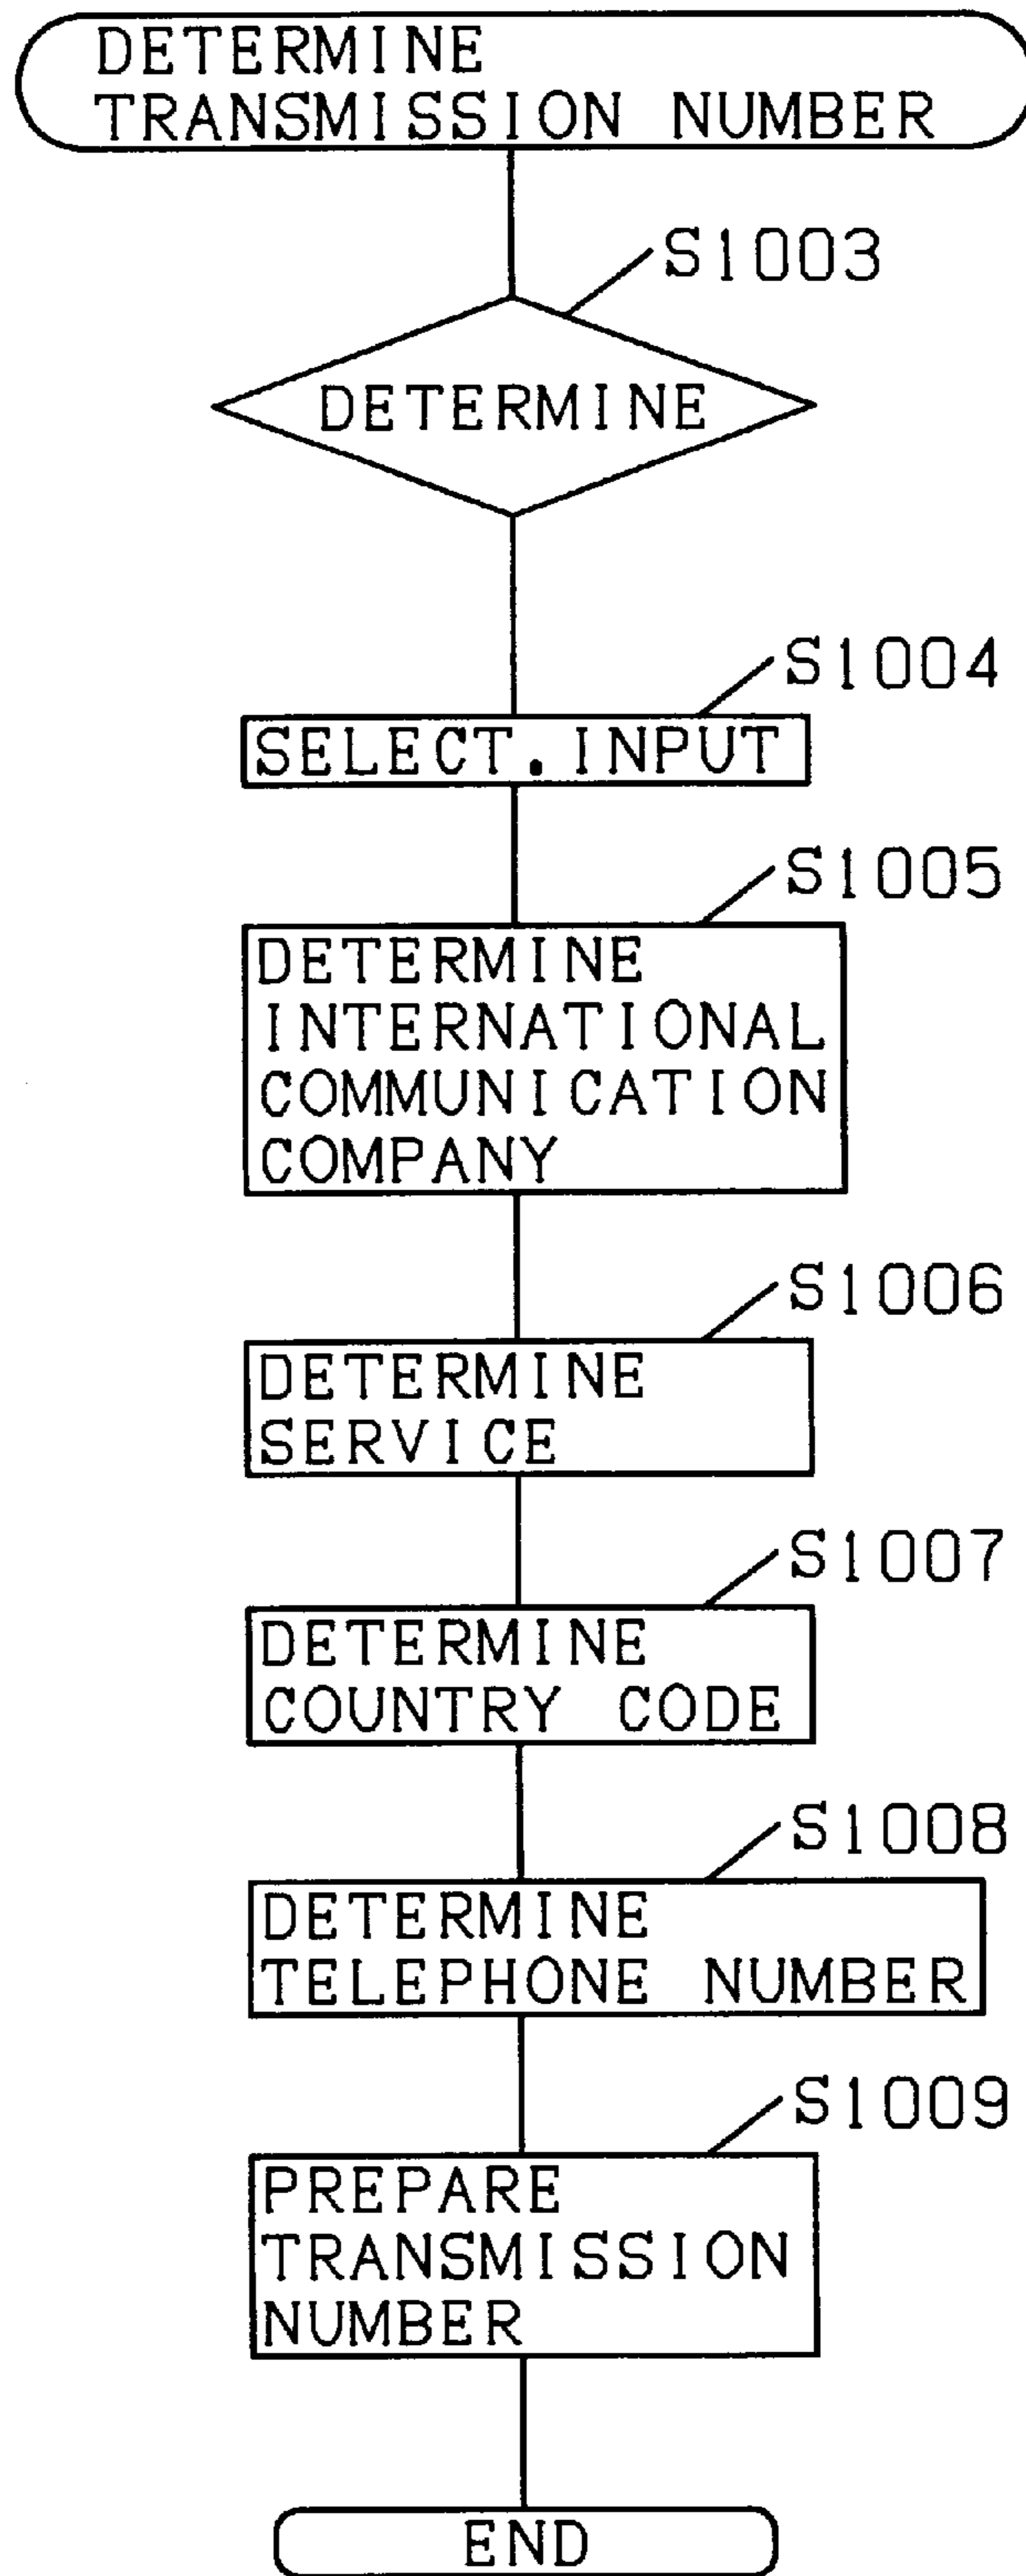 DETERMINE
TRANSMISSION NUMBER
S1003
DETERMINE
S1004
SELECT.INPUT
S1005
DETERMINE
INTERNATIONAL
COMMUNICATION
COMPANY
S1006
DETERMINE
SERVICE
S1007
DETERMINE
COUNTRY CODE
S1008
DETERMINE
TELEPHONE NUMBER
S1009
PREPARE
TRANSMISSION
NUMBER
END